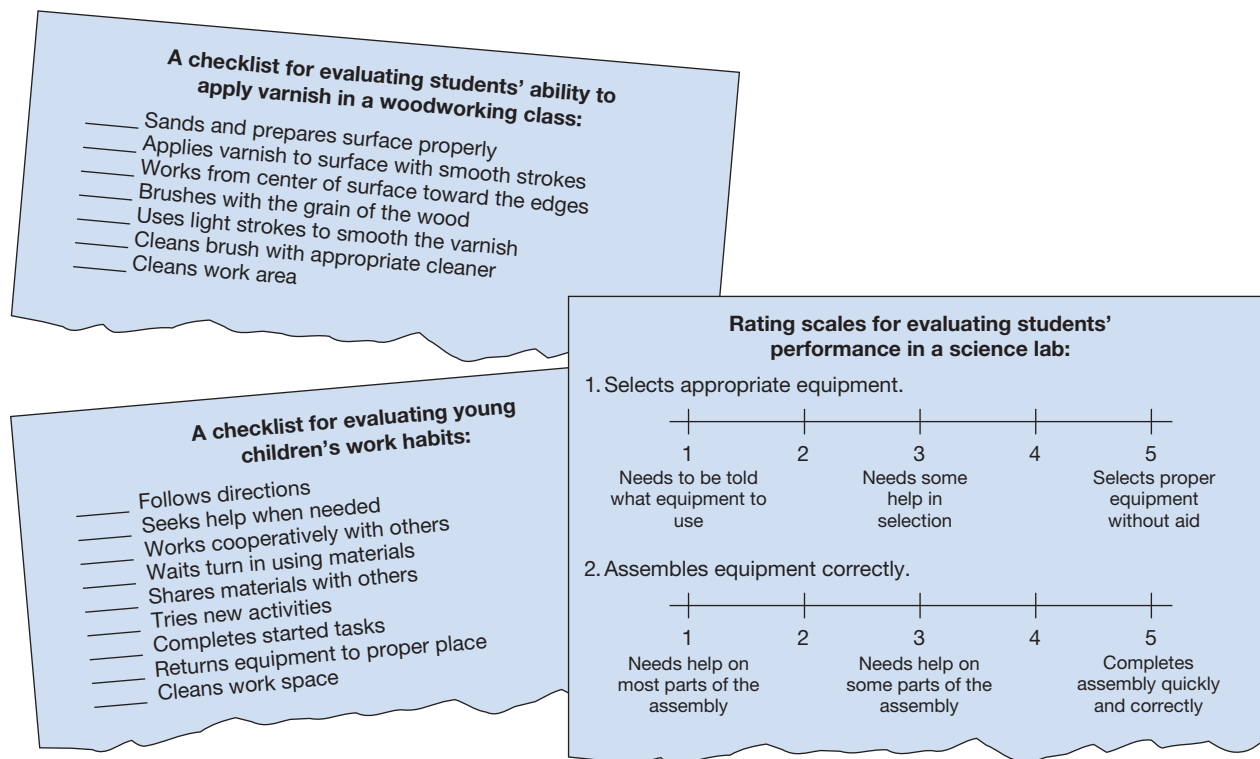 A checklist for evaluating students’ ability to
apply varnish in a woodworking class:
_____ Sands and prepares surface properly
_____ Applies varnish to surface with smooth strokes
_____ Works from center of surface toward the edges
_____ Brushes with the grain of the wood
_____ Uses light strokes to smooth the varnish
_____ Cleans brush with appropriate cleaner
_____ Cleans work area
A checklist for evaluating young
children’s work habits:
_____ Follows directions
_____ Seeks help when needed
_____ Works cooperatively with others
_____ Waits turn in using materials
_____ Shares materials with others
_____ Tries new activities
_____ Completes started tasks
_____ Returns equipment to proper place
_____ Cleans work space
Rating scales for evaluating students’
performance in a science lab:
1. Selects appropriate equipment.
1 2 3 4 5
Needs to be told Needs some Selects proper
what equipment to help in equipment
use selection without aid
2. Assembles equipment correctly.
1 2 3 4 5
Needs help on Needs help on Completes
most parts of the some parts of the assembly quickly
assembly assembly and correctly